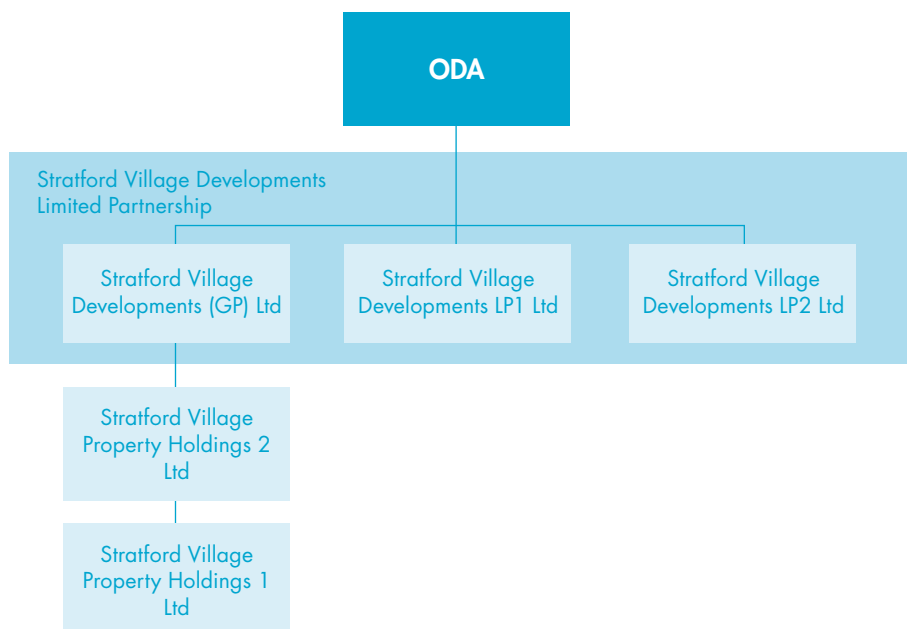 ODA
Stratford Village Developments
Limited Partnership
Stratford Village
Developments (GP) Ltd
Stratford Village
Developments LP1 Ltd
Stratford Village
Developments LP2 Ltd
Stratford Village
Property Holdings 2
Ltd
Stratford Village
Property Holdings 1
Ltd